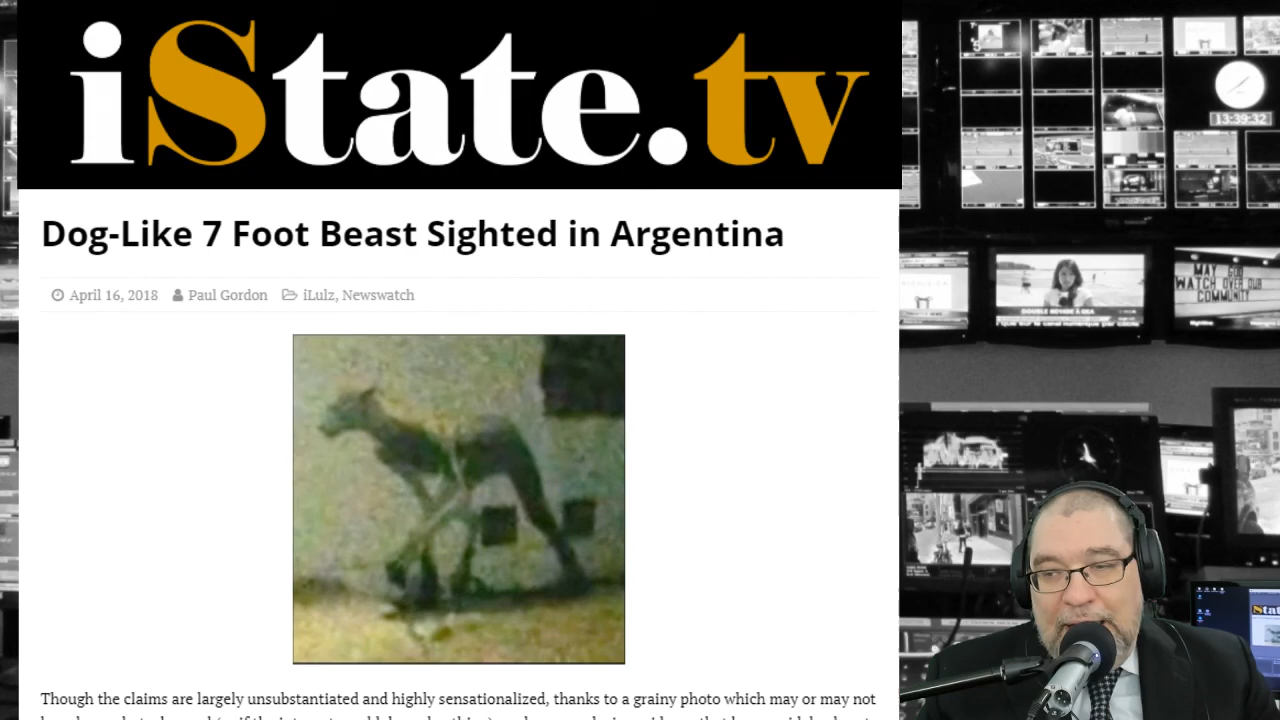 iState.tv
13:39:32
Dog-Like 7 Foot Beast Sighted in Argentina
April 16, 2018 Paul Gordon iLulz, Newswatch
MAY GOD
WATCH OVER OUR
COMMUNITY
Though the claims are largely unsubstantiated and highly sensationalized, thanks to a grainy photo which may or may not